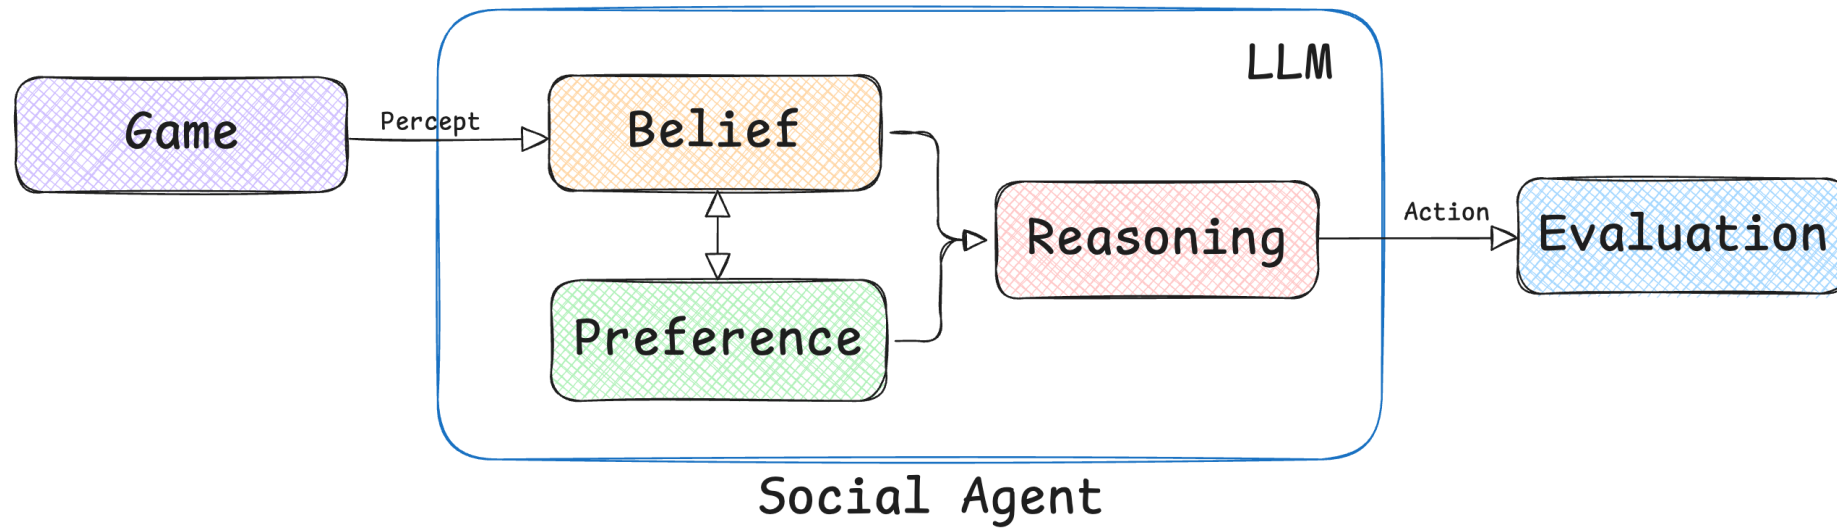 LLM
Game
Percept
Belief
Preference
Reasoning
Action
Evaluation
Social Agent